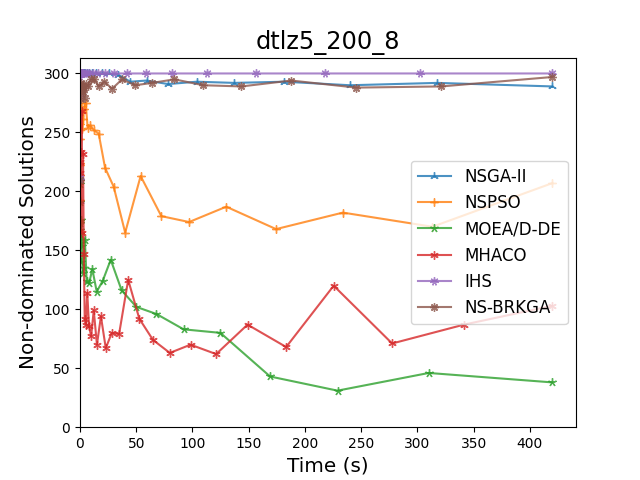 dtlz5_200_8
Non-dominated Solutions
300
250
200
150
100
50
0
NSGA-II
NSPSO
MOEA/D-DE
MHACO
IHS
NS-BRKGA
0 50 100 150 200 250 300 350 400
Time (s)